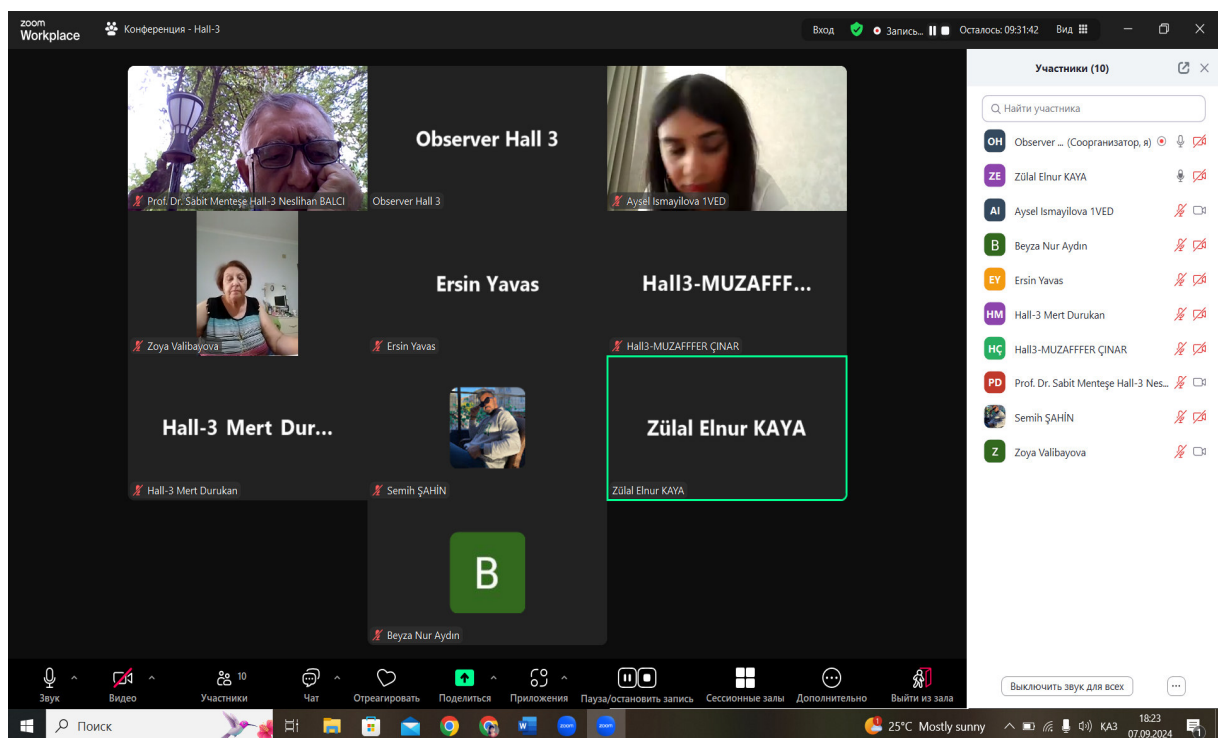 zoom
Workplace
Конференция - Hall-3
Вход
Запись...
Осталось: 09:31:42
Вид
Prof. Dr. Sabit Menteşe Hall-3 Neslihan BALCI
Observer Hall 3
Observer Hall 3
Aysel Ismayilova 1VED
Zoya Valibayova
Ersin Yavas
Ersin Yavas
Hall3-MUZAFFF...
Hall3-MUZAFFFER ÇINAR
Hall-3 Mert Dur...
Hall-3 Mert Durukan
Semih ŞAHİN
Zülal Elnur KAYA
Zülal Elnur KAYA
B
Beyza Nur Aydın
Участники (10)
Найти участника
OH Observer ... (Соорганизатор, я)
ZE Zülal Elnur KAYA
AI Aysel Ismayilova 1VED
B Beyza Nur Aydın
EY Ersin Yavas
HM Hall-3 Mert Durukan
HÇ Hall3-MUZAFFFER ÇINAR
PD Prof. Dr. Sabit Menteşe Hall-3 Nes...
Semih ŞAHİN
Z Zoya Valibayova
Выключить звук для всех
Звук
Видео
10
Участники
Чат
Отреагировать
Поделиться
Приложения
Пауза/остановить запись
Сессионные залы
Дополнительно
Выйти из зала
Поиск
zoom
zoom
25°C Mostly sunny
ҚАЗ
18:23
07.09.2024
1